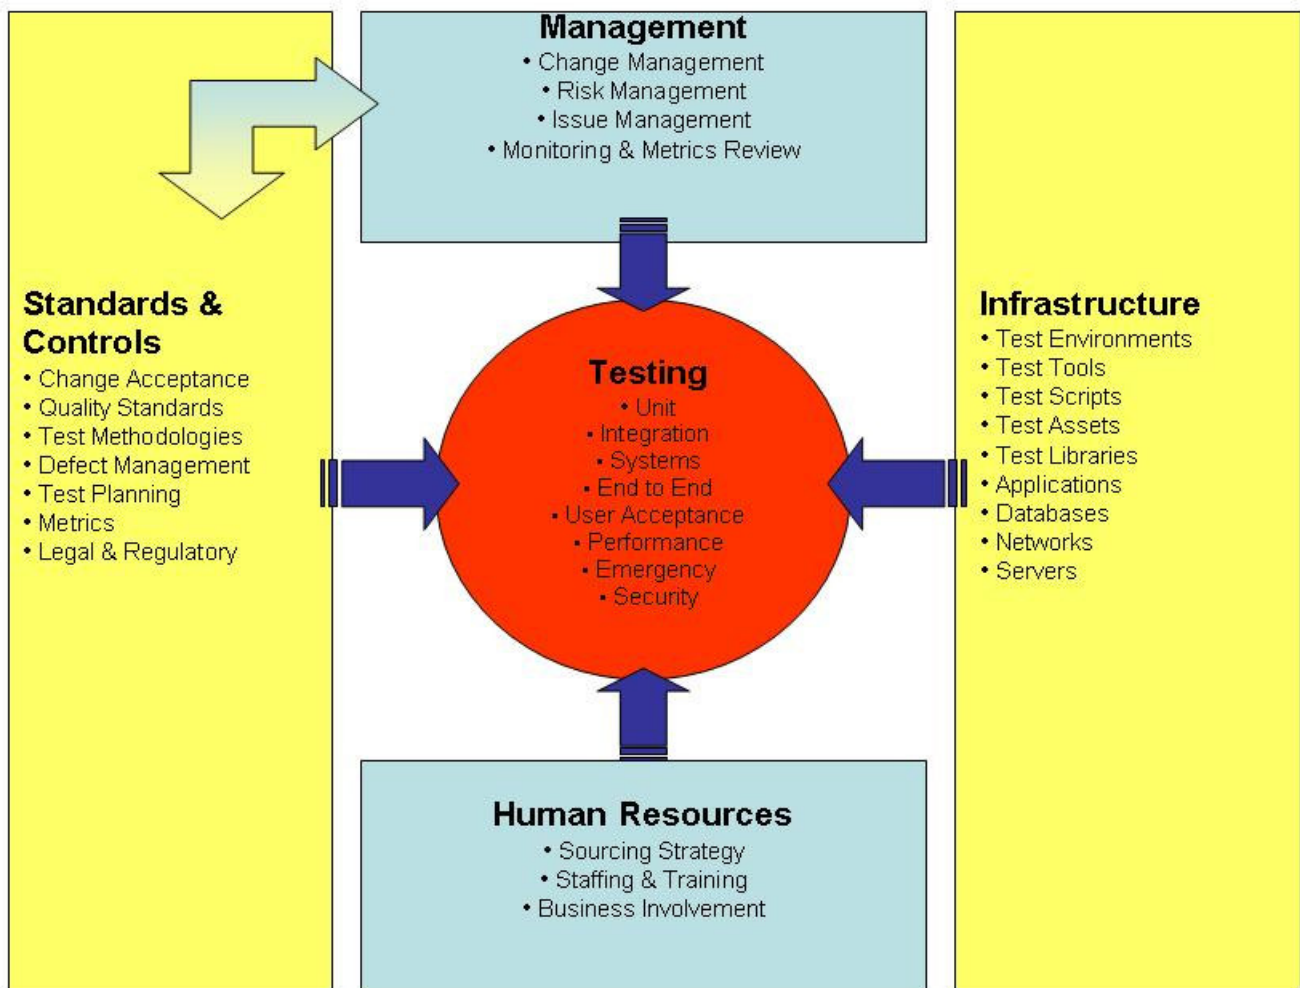 Management
• Change Management
• Risk Management
• Issue Management
• Monitoring & Metrics Review
Standards &
Controls
• Change Acceptance
• Quality Standards
• Test Methodologies
• Defect Management
• Test Planning
• Metrics
• Legal & Regulatory
Testing
• Unit
▪ Integration
▪ Systems
▪ End to End
▪ User Acceptance
▪ Performance
▪ Emergency
▪ Security
Infrastructure
• Test Environments
• Test Tools
• Test Scripts
• Test Assets
• Test Libraries
• Applications
• Databases
• Networks
• Servers
Human Resources
• Sourcing Strategy
• Staffing & Training
• Business Involvement